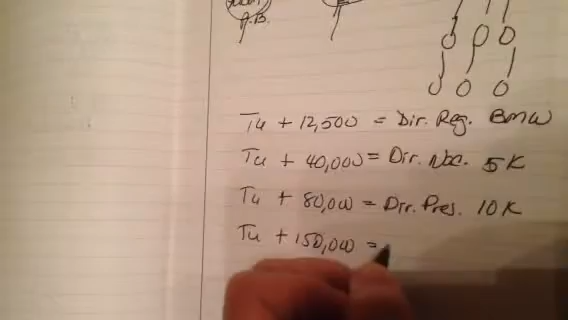 g.B.
Tu + 12,500 = Dir. Reg. BMW
Tu + 40,000 = Dir. Nac. 5K
Tu + 80,000 = Dir. Pres. 10K
Tu + 150,000 =